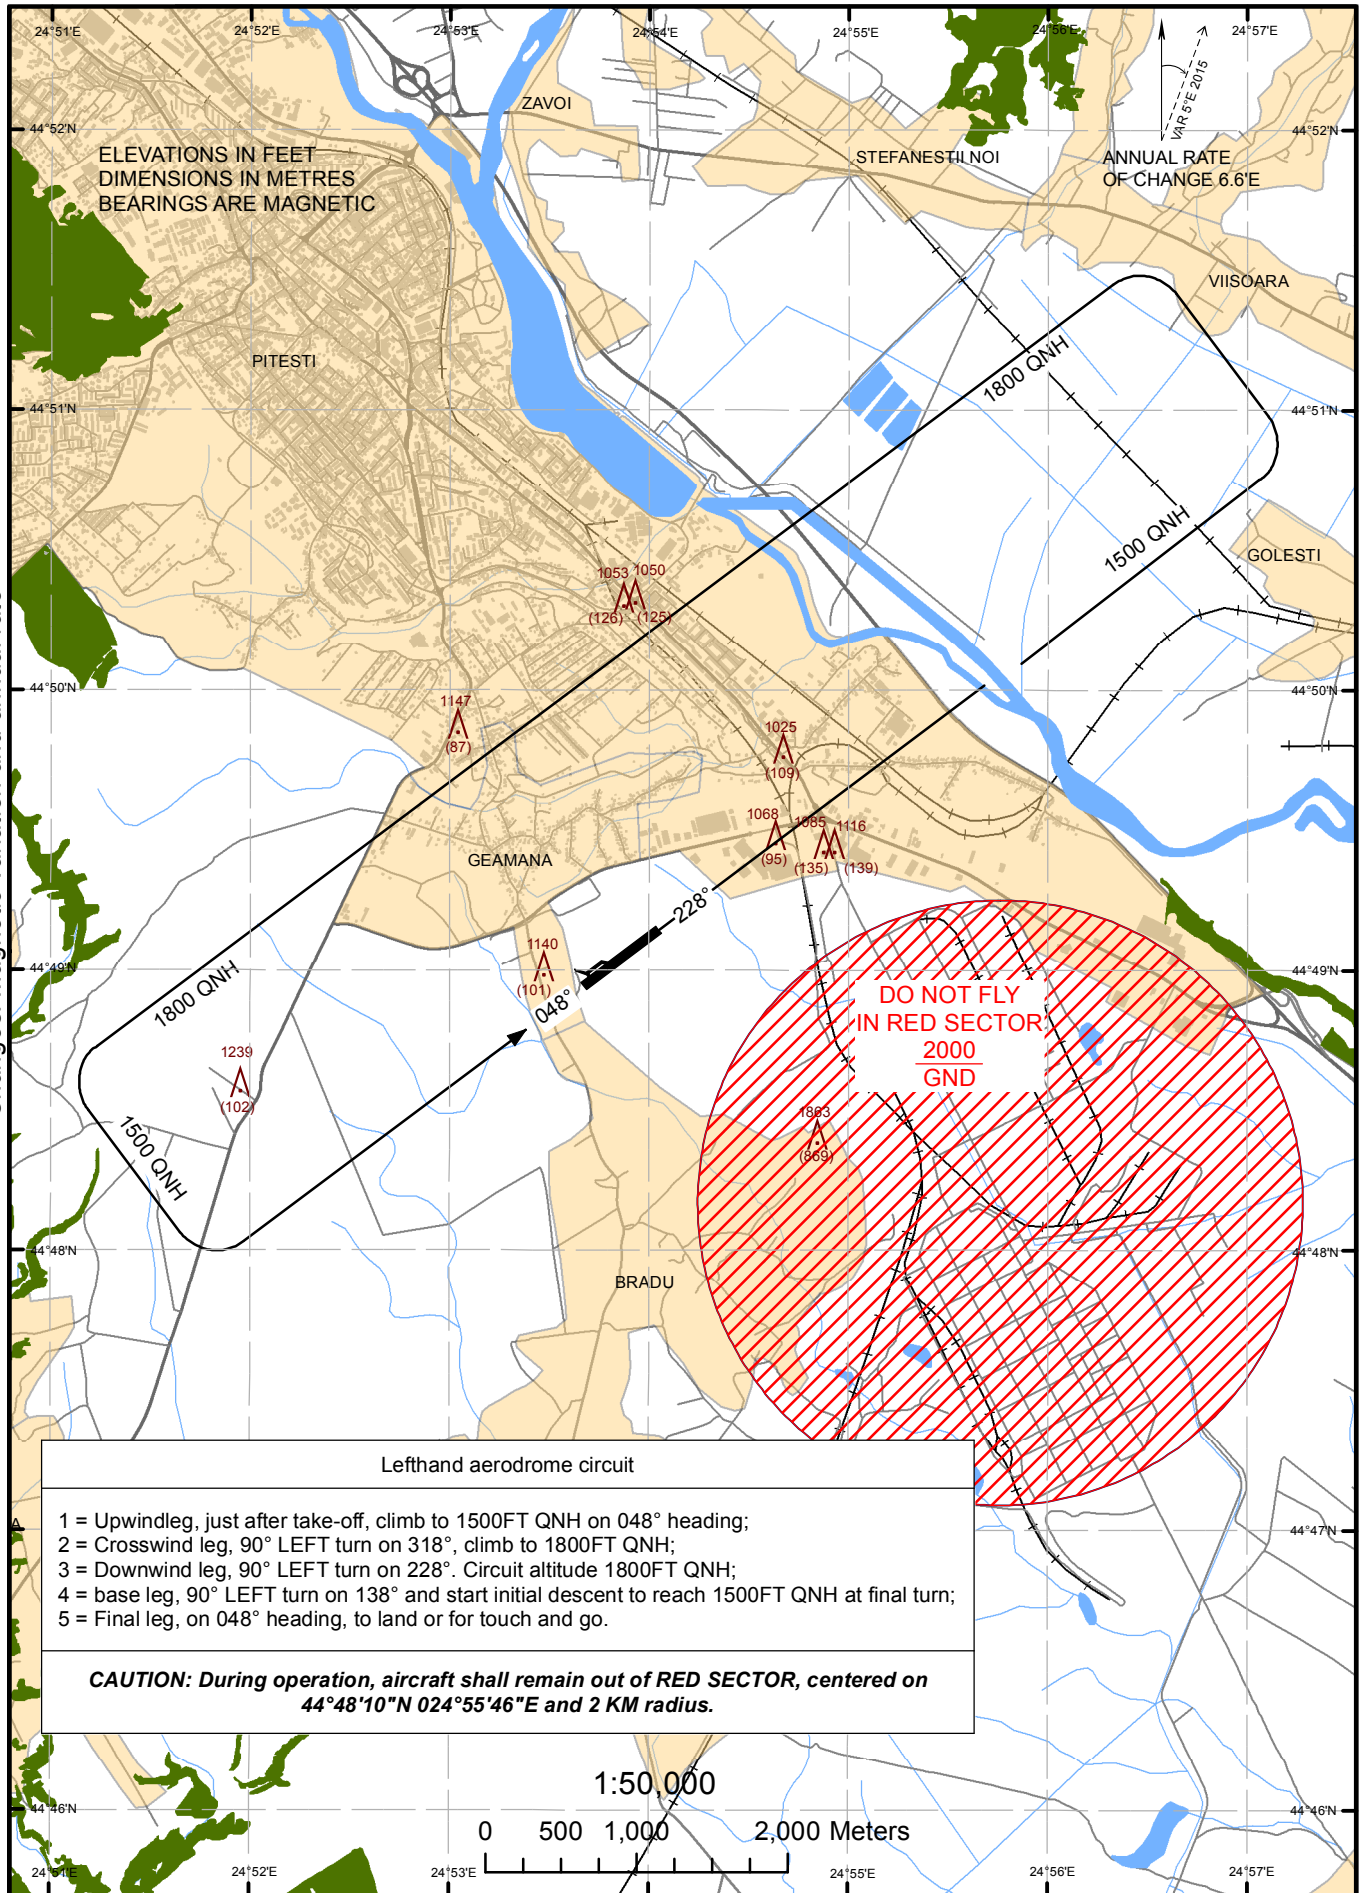 24°51'E
24°52'E
24°53'E
24°54'E
24°55'E
24°56'E
24°57'E
VAR 5°E 2015
ZAVOI
44°52'N
44°52'N
ELEVATIONS IN FEET
DIMENSIONS IN METRES
BEARINGS ARE MAGNETIC
STEFANESTII NOI
ANNUAL RATE
OF CHANGE 6.6'E
VIISOARA
PITESTI
1800 QNH
44°51'N
44°51'N
1500 QNH
GOLESTI
1053
1050
(126)
(125)
44°50'N
44°50'N
1147
(87)
1025
(109)
1068
(95)
1085
1116
(135)
(139)
GEAMANA
228°
1140
(101)
048°
44°49'N
44°49'N
1800 QNH
DO NOT FLY
IN RED SECTOR
2000
GND
1239
(102)
1500 QNH
1863
(869)
44°48'N
44°48'N
BRADU
Lefthand aerodrome circuit
1 = Upwindleg, just after take-off, climb to 1500FT QNH on 048° heading;
2 = Crosswind leg, 90° LEFT turn on 318°, climb to 1800FT QNH;
3 = Downwind leg, 90° LEFT turn on 228°. Circuit altitude 1800FT QNH;
4 = base leg, 90° LEFT turn on 138° and start initial descent to reach 1500FT QNH at final turn;
5 = Final leg, on 048° heading, to land or for touch and go.
44°47'N
CAUTION: During operation, aircraft shall remain out of RED SECTOR, centered on
44°48'10"N 024°55'46"E and 2 KM radius.
1:50,000
0 500 1,000 2,000 Meters
44°46'N
44°46'N
24°51'E
24°52'E
24°53'E
24°55'E
24°56'E
24°57'E